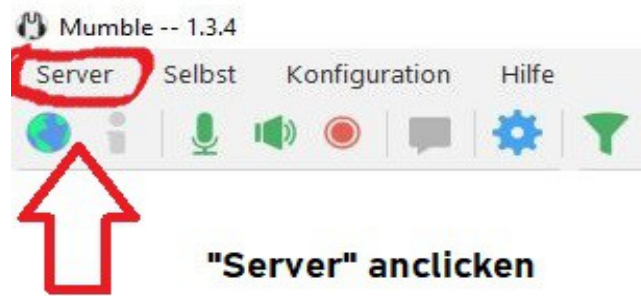 Mumble -- 1.3.4
Server Selbst Konfiguration Hilfe
"Server" anclicken